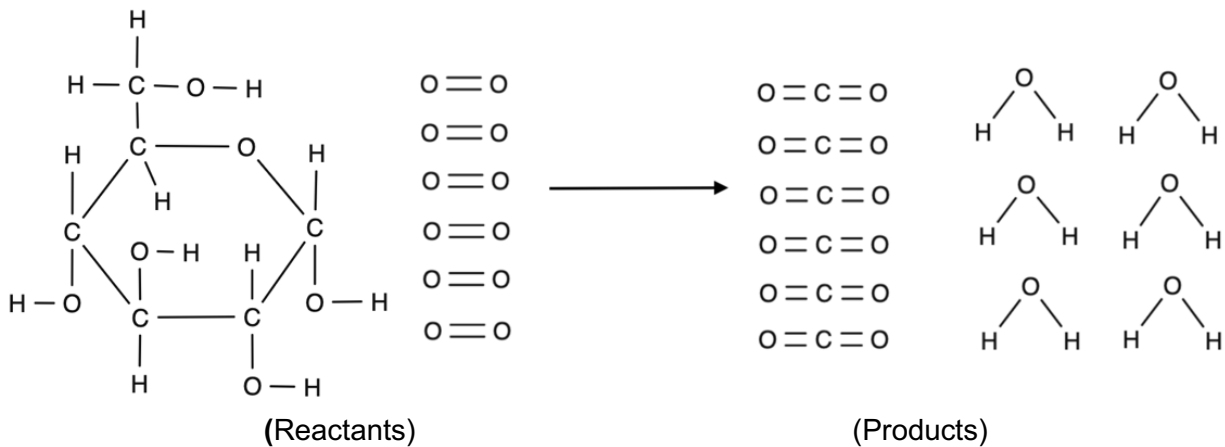 H
H – C – O – H
H C O H
H
C C
O – H H
H – O O – H
C C
H O – H
O = O
O = O
O = O
O = O
O = O
O = O
O = C = O
O = C = O
O = C = O
O = C = O
O = C = O
O = C = O
O O
H H H H
O O
H H H H
O O
H H H H
(Reactants)
(Products)